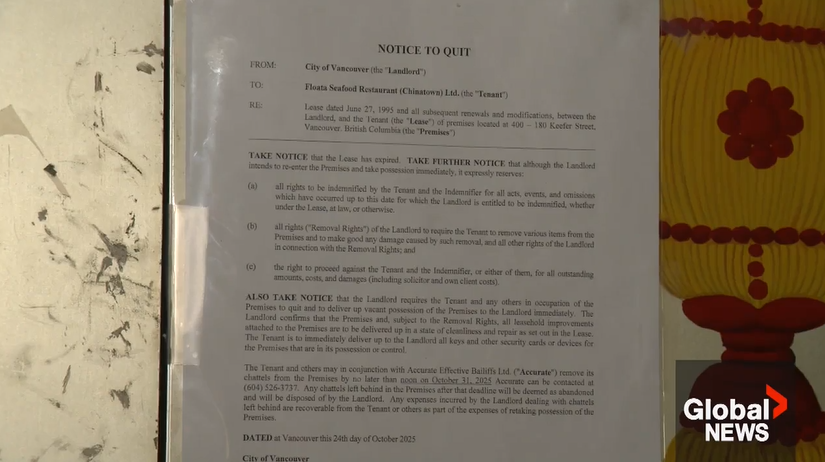 NOTICE TO QUIT
FROM: City of Vancouver (the "Landlord")
TO: Floata Seafood Restaurant (Chinatown) Ltd. (the "Tenant")
RE: Lease dated June 27, 1995 and all subsequent renewals and modifications, between the
Landlord, and the Tenant (the "Lease") of premises located at 400 – 180 Keefer Street,
Vancouver, British Columbia (the "Premises")
TAKE NOTICE that the Lease has expired. TAKE FURTHER NOTICE that although the Landlord
intends to re-enter the Premises and take possession immediately, it expressly reserves:
(a) all rights to be indemnified by the Tenant and the Indemnifier for all acts, events, and omissions
which have occurred up to this date for which the Landlord is entitled to be indemnified, whether
under the Lease, at law, or otherwise.
(b) all rights ("Removal Rights") of the Landlord to require the Tenant to remove various items from the
Premises and to make good any damage caused by such removal, and all other rights of the Landlord
in connection with the Removal Rights; and
(c) the right to proceed against the Tenant and the Indemnifier, or either of them, for all outstanding
amounts, costs, and damages (including solicitor and own client costs).
ALSO TAKE NOTICE that the Landlord requires the Tenant and any others in occupation of the
Premises to quit and to deliver up vacant possession of the Premises to the Landlord immediately. The
Landlord confirms that the Premises and, subject to the Removal Rights, all leasehold improvements
attached to the Premises are to be delivered up in a state of cleanliness and repair as set out in the Lease.
The Tenant is to immediately deliver up to the Landlord all keys and other security cards or devices for
the Premises that are in its possession or control.
The Tenant and others may in conjunction with Accurate Effective Bailiffs Ltd. ("Accurate") remove its
chattels from the Premises by no later than noon on October 31, 2025 Accurate can be contacted at
(604) 526-3737. Any chattels left behind in the Premises after that deadline will be deemed as abandoned
and will be disposed of by the Landlord. Any expenses incurred by the Landlord dealing with chattels
left behind are recoverable from the Tenant or others as part of the expenses of retaking possession of the
Premises.
DATED at Vancouver this 24th day of October 2025
City of Vancouver
Global
NEWS